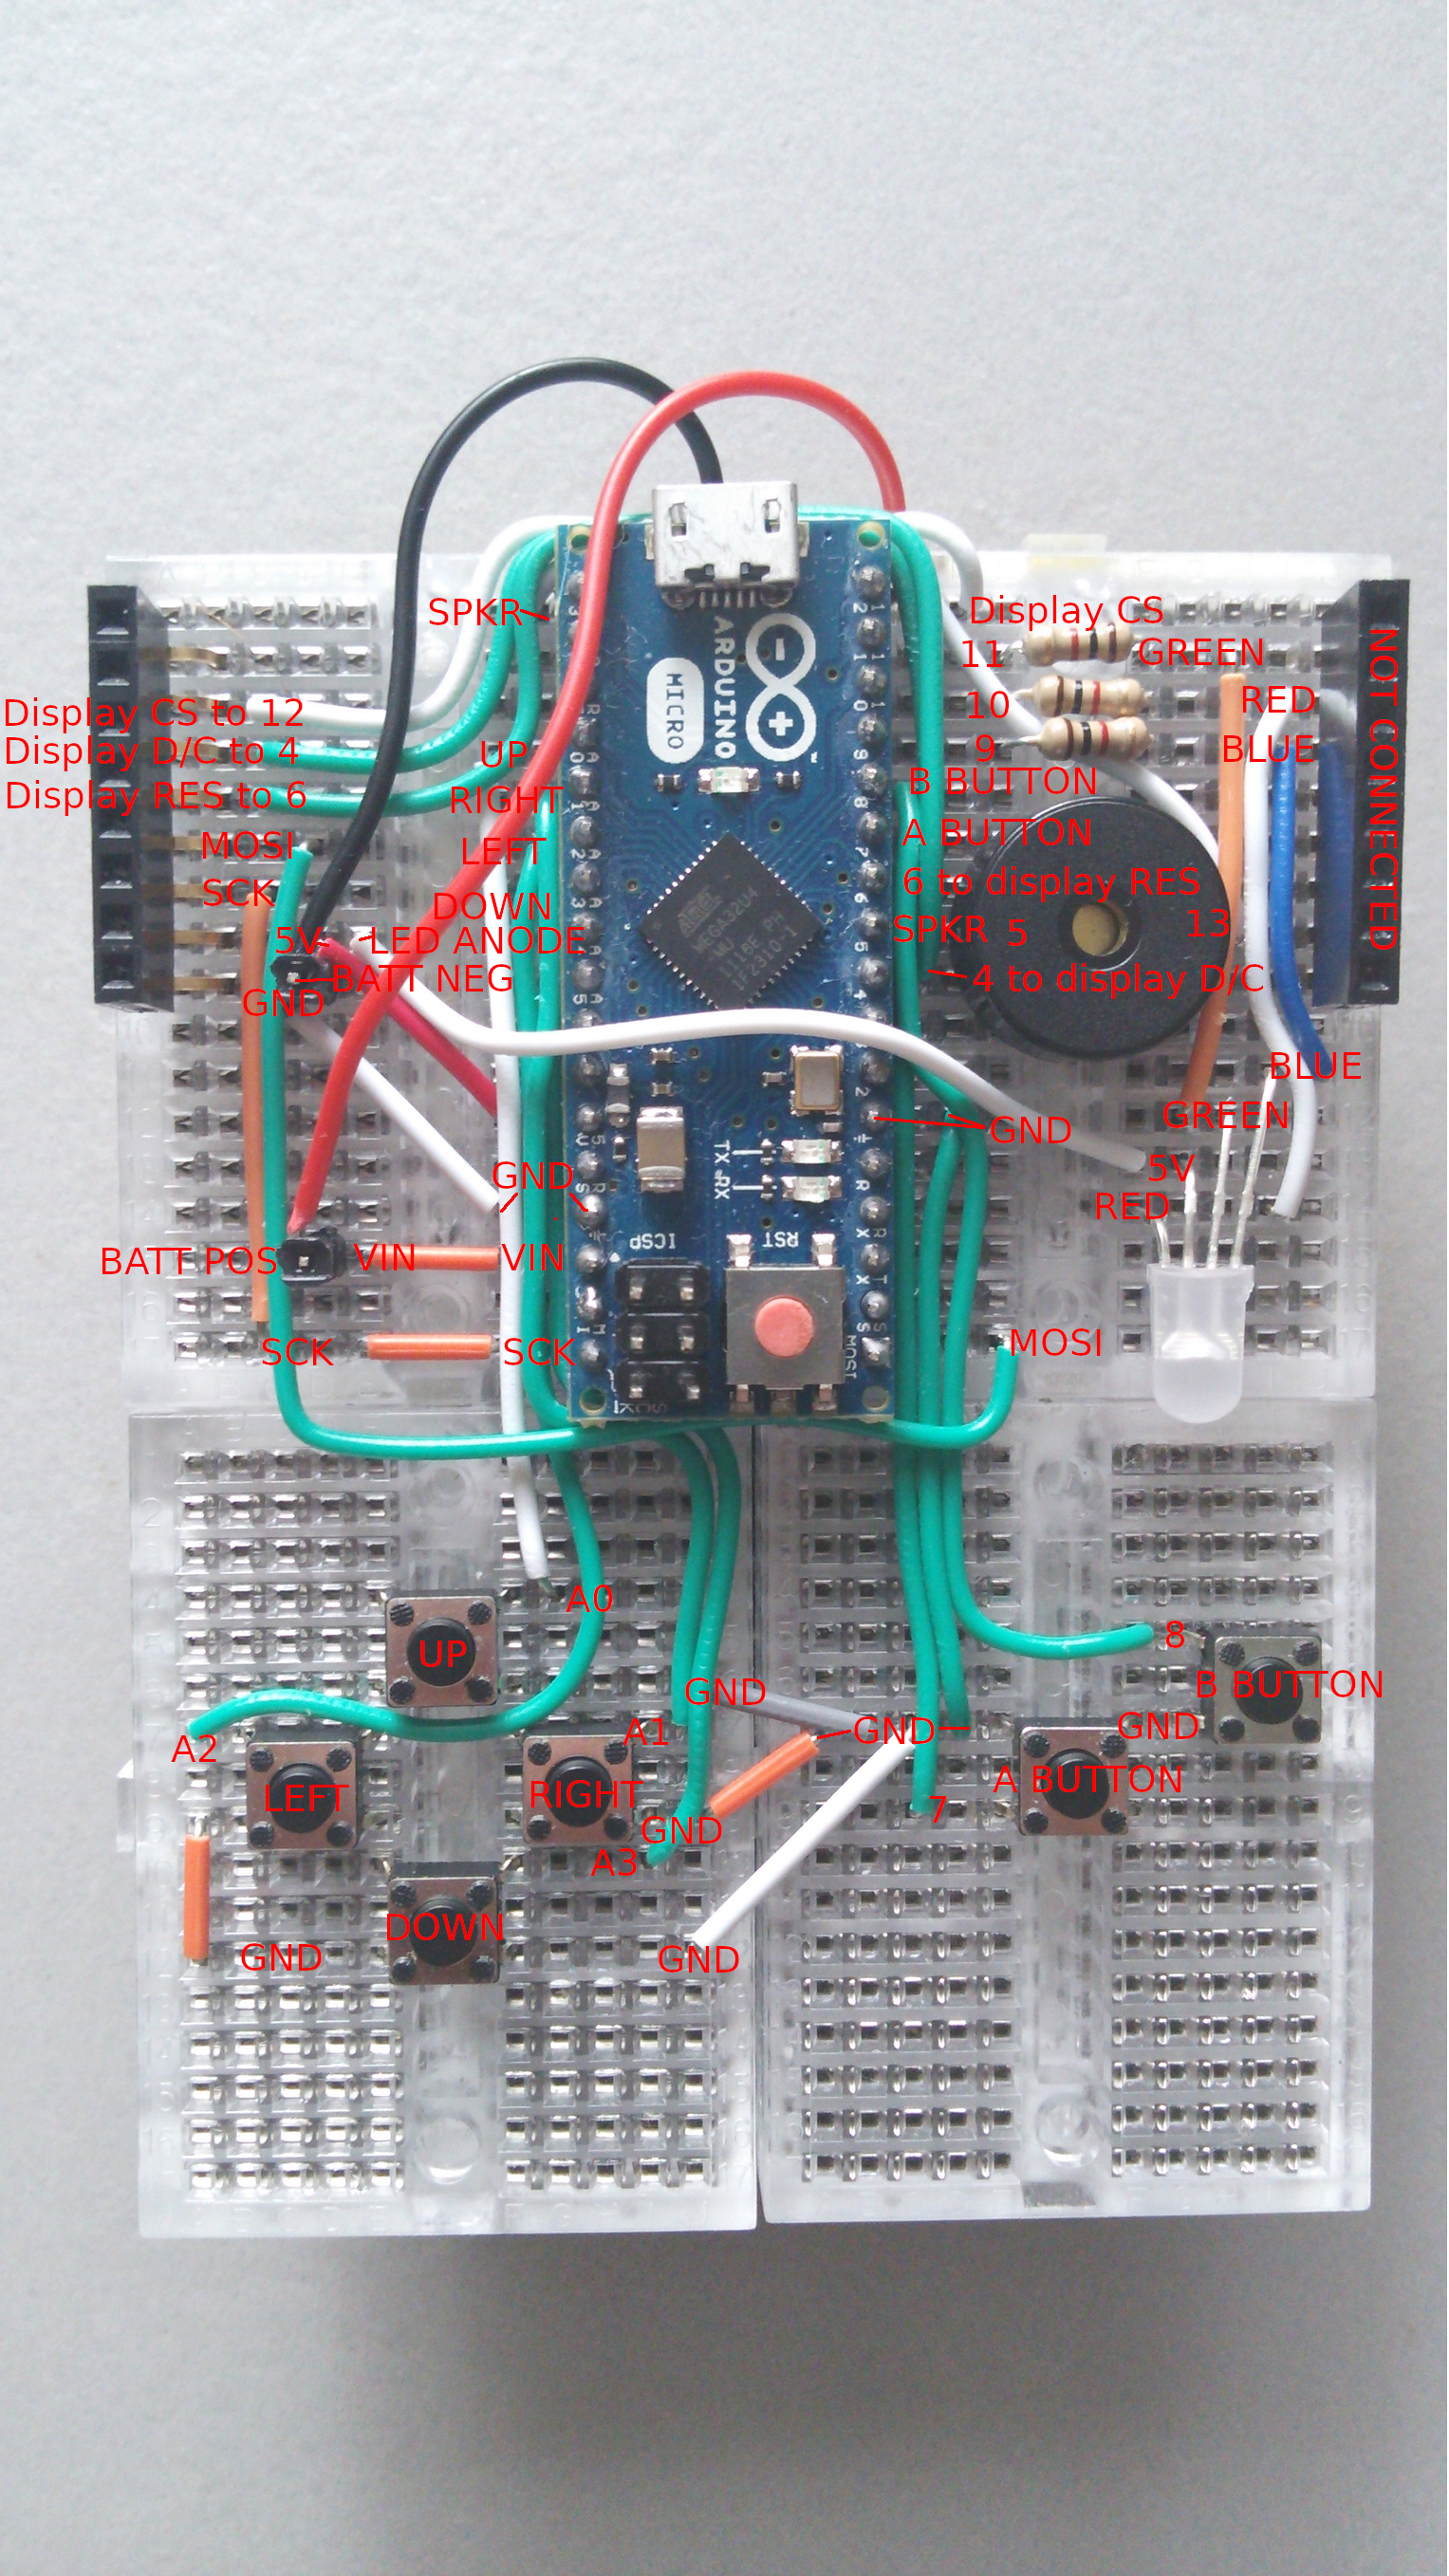 SPKR
Display CS
11
GREEN
Display CS to 12
10
RED
Display D/C to 4
UP
9
BLUE
Display RES to 6
RIGHT
B BUTTON
MOSI
LEFT
A BUTTON
SCK
DOWN
6 to display RES
5V
LED ANODE
SPKR 5
13
BATT NEG
4 to display D/C
GND
NOT CONNECTED
BLUE
GREEN
GND
5V
GND
RED
BATT POS
VIN
VIN
SCK
SCK
MOSI
ARDUINO
MICRO
TX
RX
ICSP
RST
A0
UP
8
B BUTTON
GND
A1
GND
GND
A2
LEFT
RIGHT
A BUTTON
7
GND
A3
DOWN
GND
GND